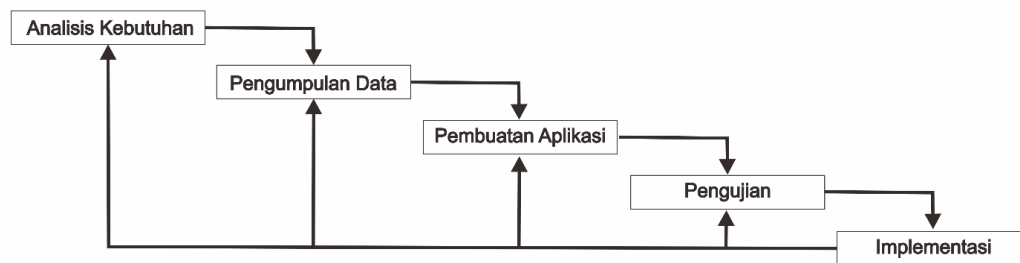 Analisis Kebutuhan
Pengumpulan Data
Pembuatan Aplikasi
Pengujian
Implementasi